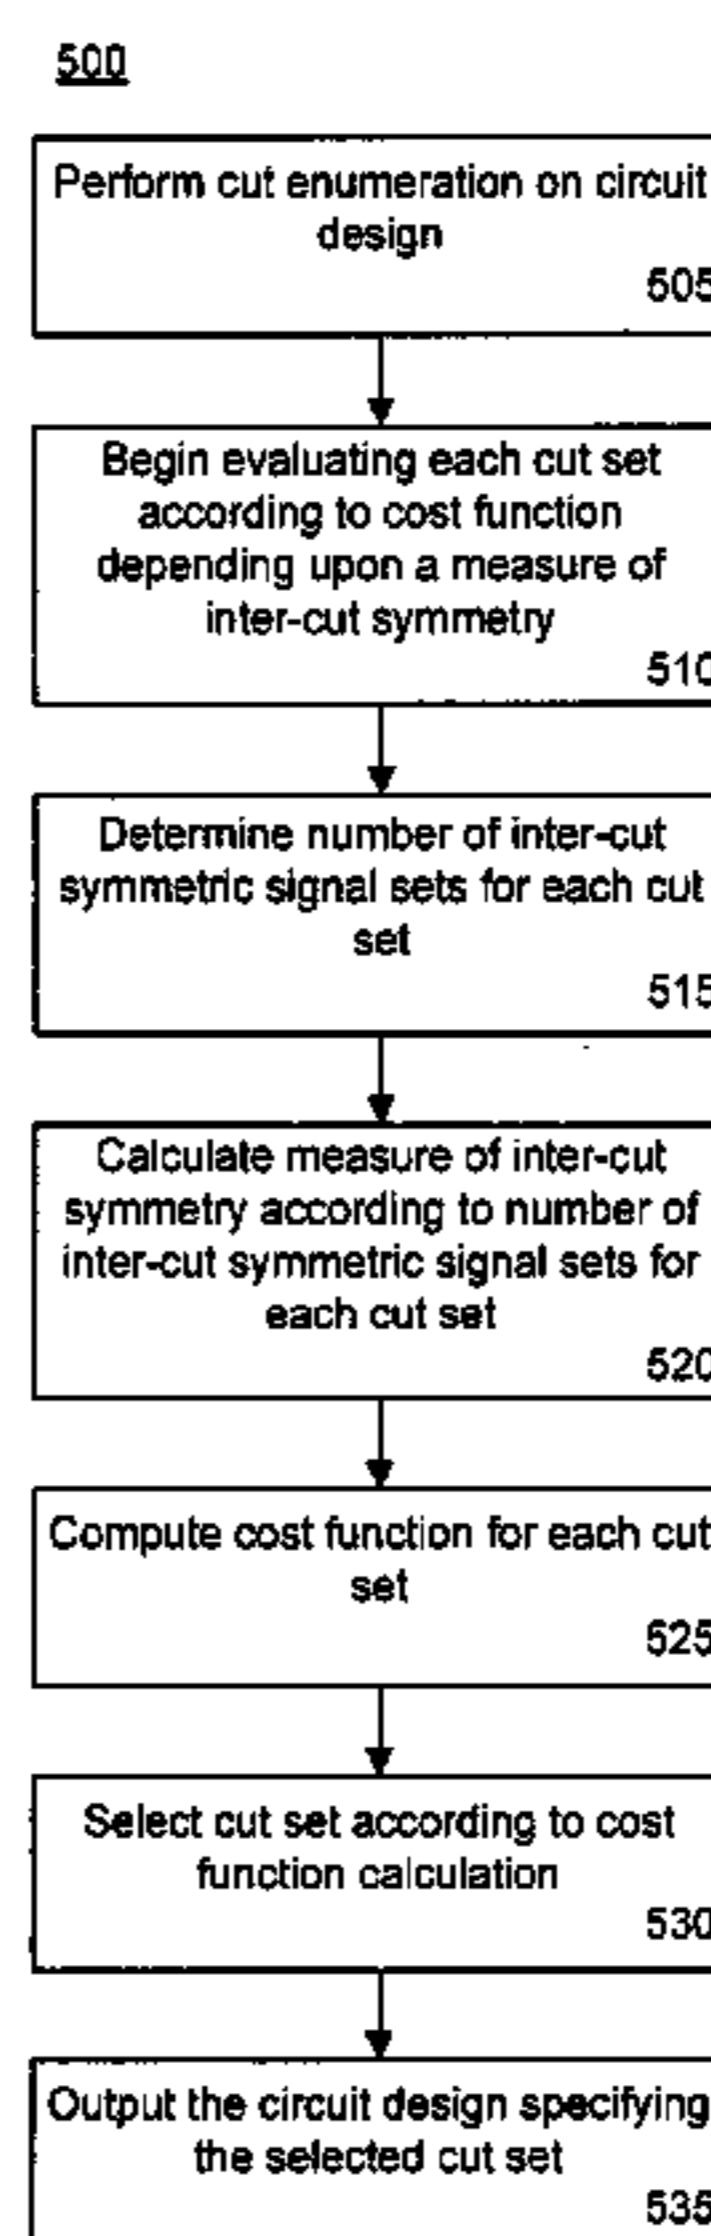 500
Perform cut enumeration on circuit
design
505
Begin evaluating each cut set
according to cost function
depending upon a measure of
inter-cut symmetry
510
Determine number of inter-cut
symmetric signal sets for each cut
set
515
Calculate measure of inter-cut
symmetry according to number of
inter-cut symmetric signal sets for
each cut set
520
Compute cost function for each cut
set
525
Select cut set according to cost
function calculation
530
Output the circuit design specifying
the selected cut set
535